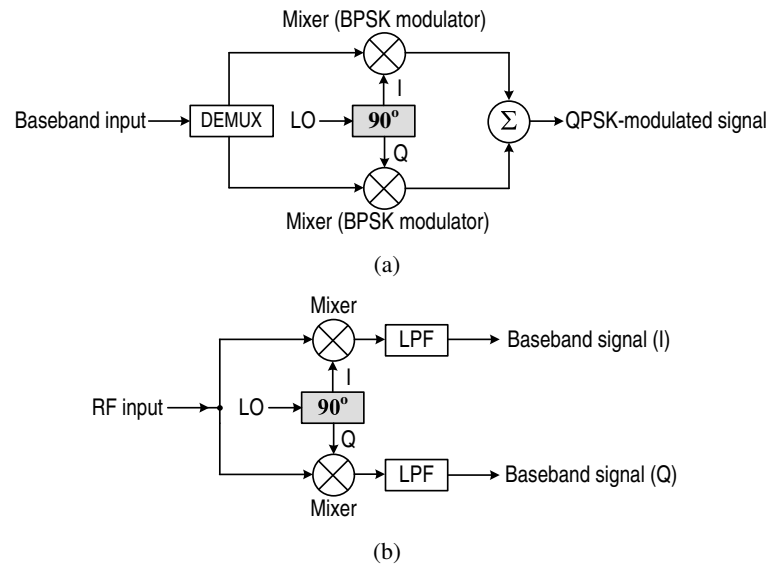 Mixer (BPSK modulator)
I
Baseband input
DEMUX
LO
90°
Σ
QPSK-modulated signal
Q
Mixer (BPSK modulator)
(a)
Mixer
LPF
Baseband signal (I)
I
RF input
LO
90°
Q
LPF
Baseband signal (Q)
Mixer
(b)